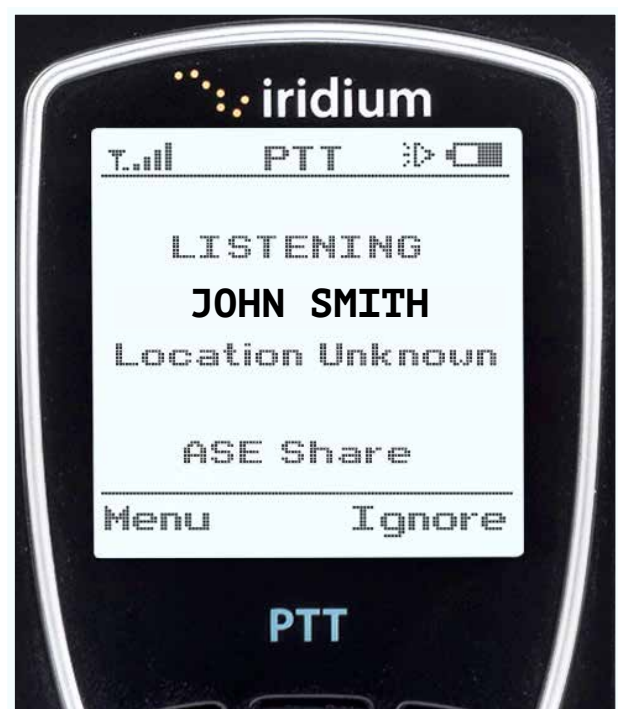 iridium
PTT
LISTENING
JOHN SMITH
Location Unknown
ASE Share
Menu Ignore
PTT